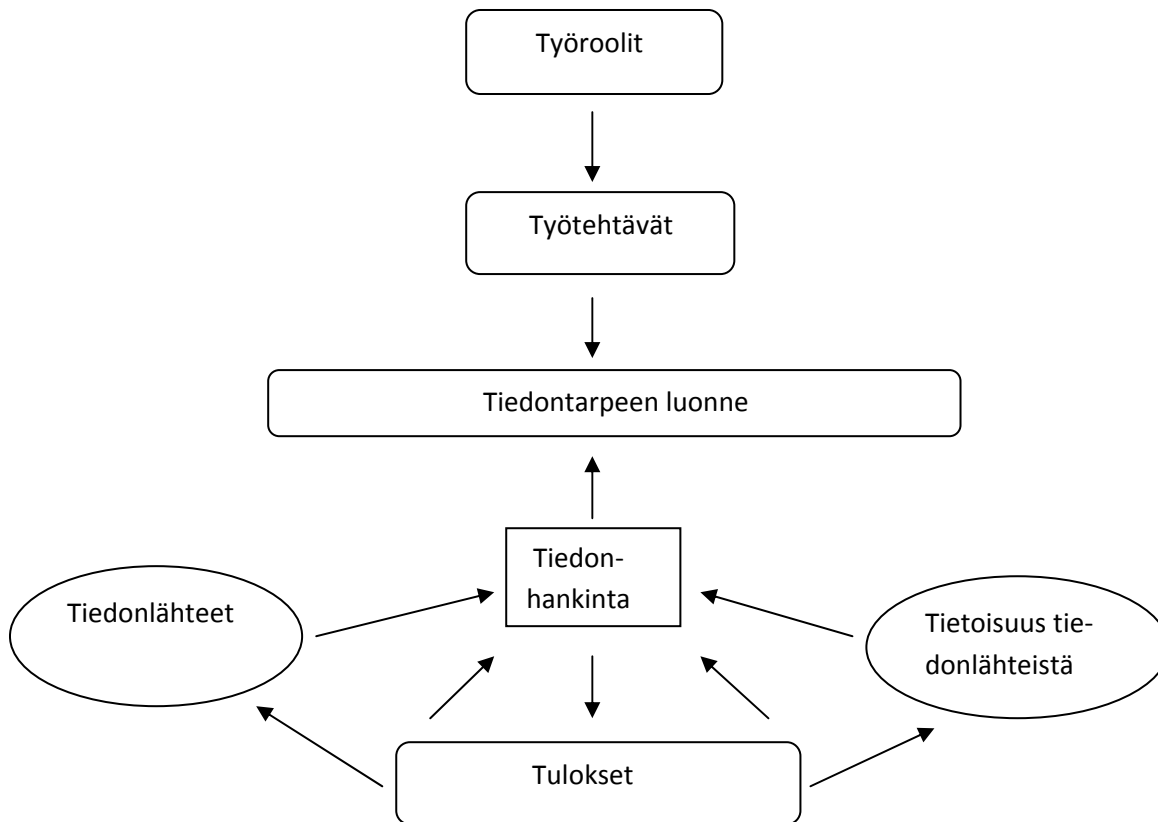 Työroolit
Työtehtävät
Tiedontarpeen luonne
Tiedon-
hankinta
Tiedonlähteet
Tietoisuus tie-
donlähteistä
Tulokset